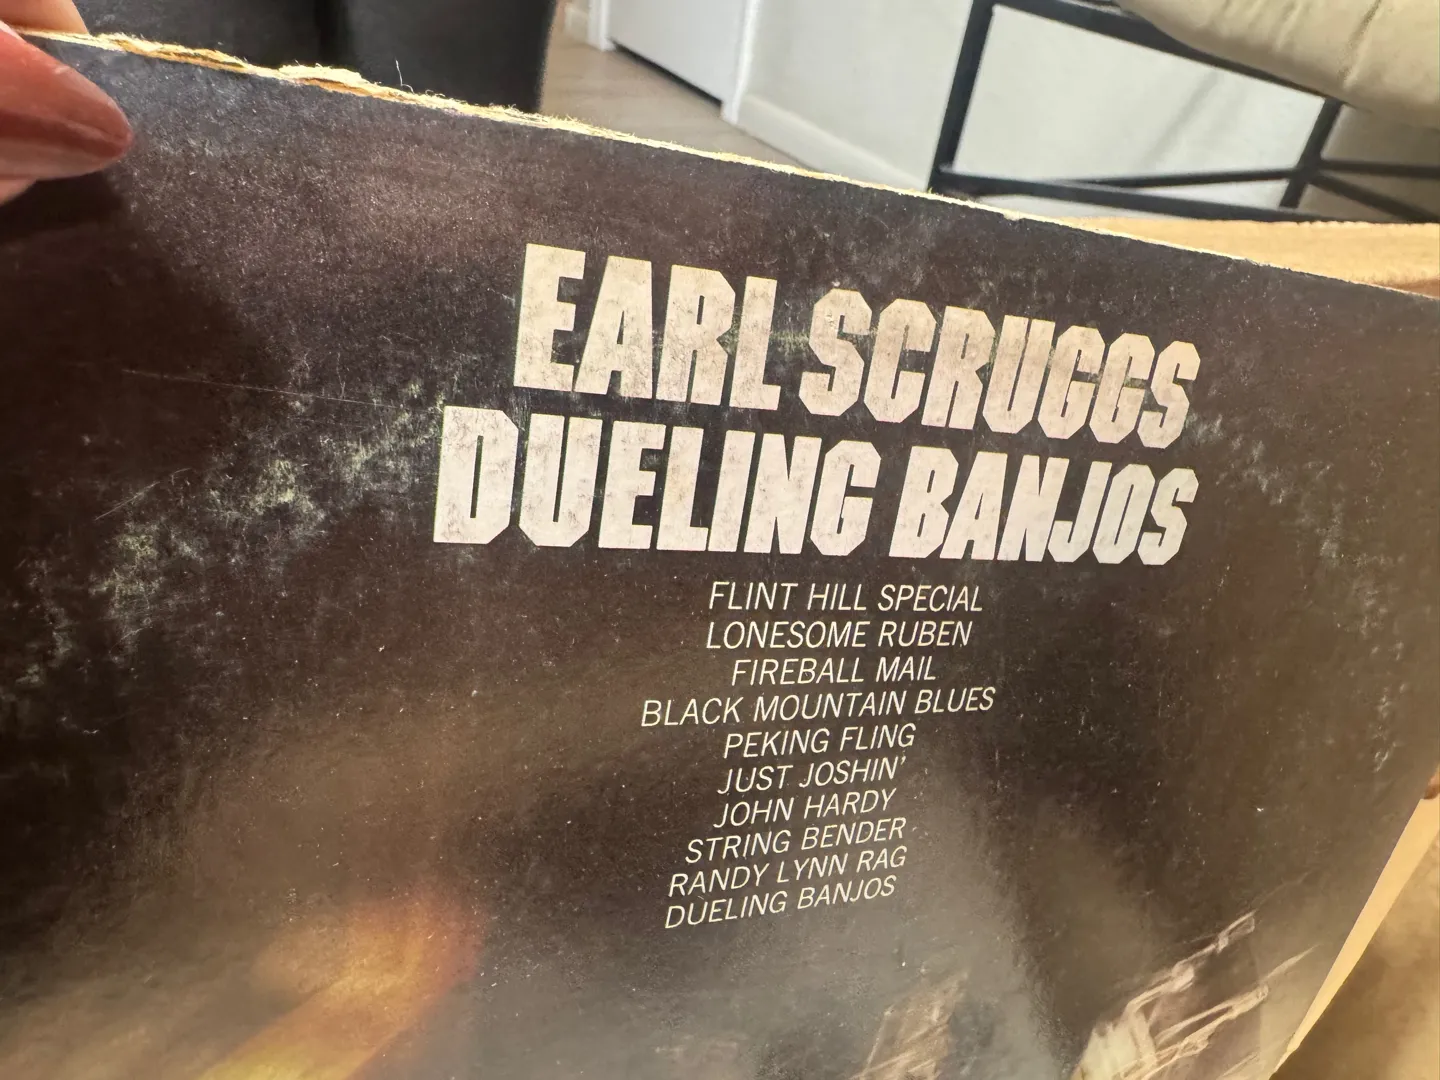 EARL SCRUGGS
DUELING BANJOS
FLINT HILL SPECIAL
LONESOME RUBEN
FIREBALL MAIL
BLACK MOUNTAIN BLUES
PEKING FLING
JUST JOSHIN'
JOHN HARDY
STRING BENDER
RANDY LYNN RAG
DUELING BANJOS